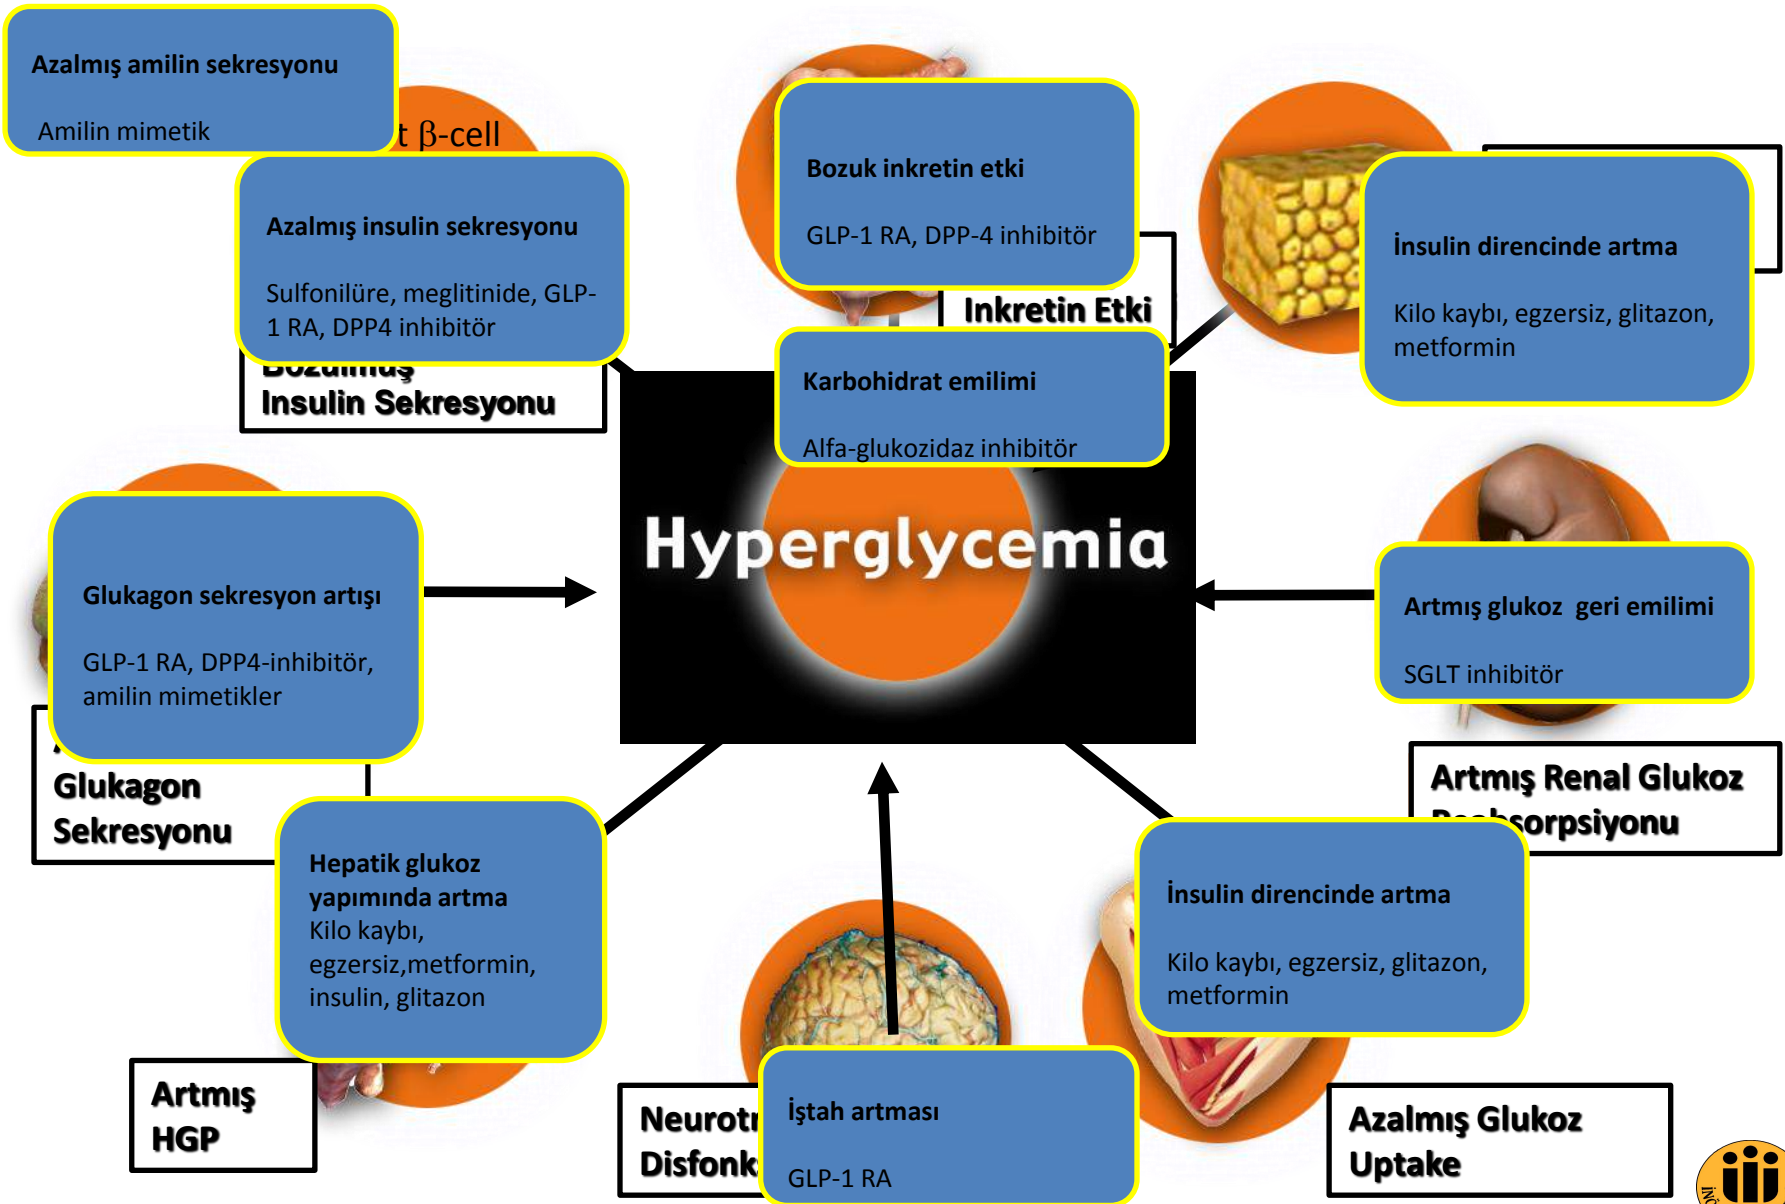 Azalmış amilin sekresyonu
Amilin mimetik
β-cell
Azalmış insulin sekresyonu
Sulfonilüre, meglitinide, GLP-
1 RA, DPP4 inhibitör
Bozulmuş
Insulin Sekresyonu
Bozuk inkretin etki
GLP-1 RA, DPP-4 inhibitör
Inkretin Etki
Karbohidrat emilimi
Alfa-glukozidaz inhibitör
İnsulin direncinde artma
Kilo kaybı, egzersiz, glitazon,
metformin
Hyperglycemia
Glukagon sekresyon artışı
GLP-1 RA, DPP4-inhibitör,
amilin mimetikler
Glukagon
Sekresyonu
Artmış glukoz  geri emilimi
SGLT inhibitör
Artmış Renal Glukoz
Reabsorpsiyonu
Hepatik glukoz
yapımında artma
Kilo kaybı,
egzersiz,metformin,
insulin, glitazon
Artmış
HGP
İştah artması
GLP-1 RA
İnsulin direncinde artma
Kilo kaybı, egzersiz, glitazon,
metformin
Azalmış Glukoz
Uptake